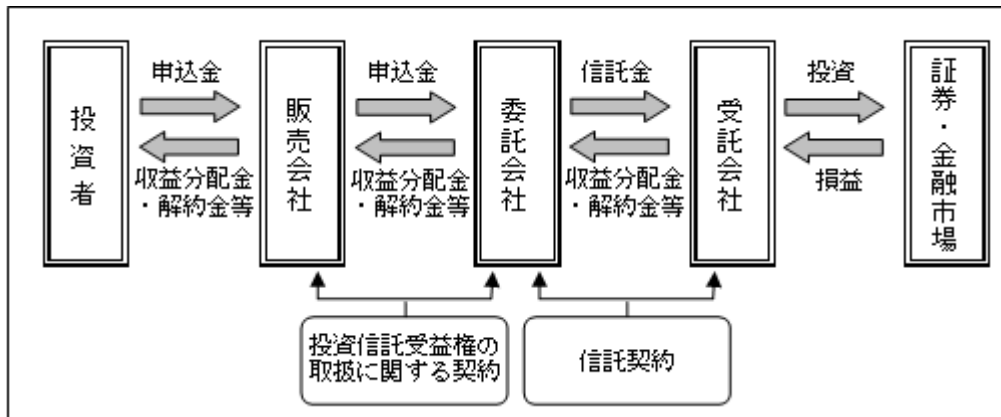 投資者
申込金
収益分配金
・解約金等
販売会社
申込金
収益分配金
・解約金等
委託会社
信託金
収益分配金
・解約金等
受託会社
投資
損益
証券・金融市場
投資信託受益権の
取扱に関する契約
信託契約